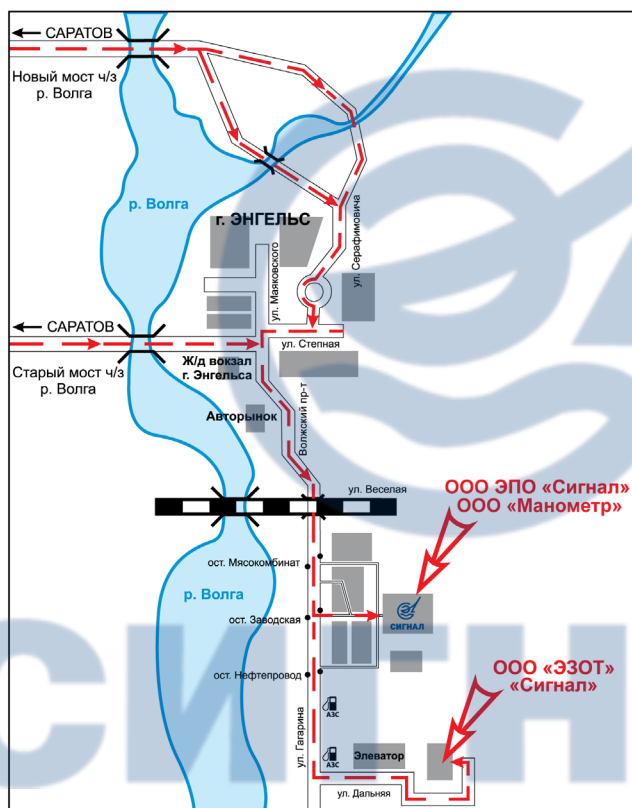 САРАТОВ
Новый мост ч/з
р. Волга
р. Волга
г. ЭНГЕЛЬС
ул. Серафимовича
ул. Маяковского
САРАТОВ
ул. Степная
Старый мост ч/з
р. Волга
Ж/д вокзал
г. Энгельса
Авторынок
Волжский пр-т
ул. Веселая
ООО ЭПО «Сигнал»
ООО «Манометр»
ост. Мясокомбинат
р. Волга
ост. Заводская
СИГНАЛ
ост. Нефтепровод
ООО «ЭЗОТ»
«Сигнал»
АЗС
ул. Гагарина
АЗС
Элеватор
ул. Дальняя
сигн